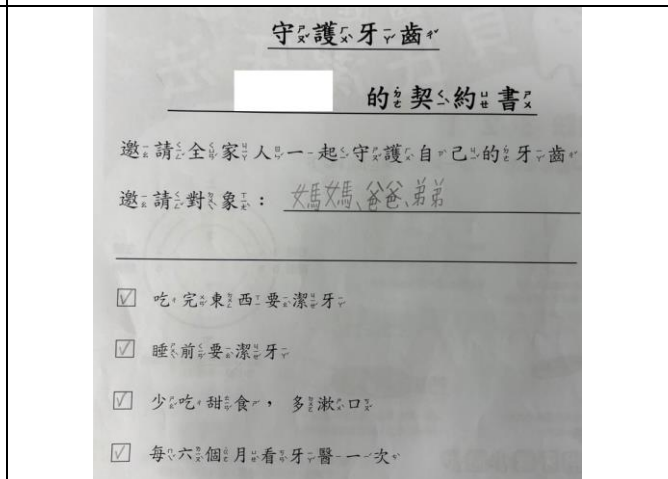 守護牙齒
的契約書
邀請全家人一起守護自己的牙齒
邀請對象：媽媽、爸爸、弟弟
☑ 吃完東西要潔牙
☑ 睡前要潔牙
☑ 少吃甜食，多漱口
☑ 每六個月看牙醫一次